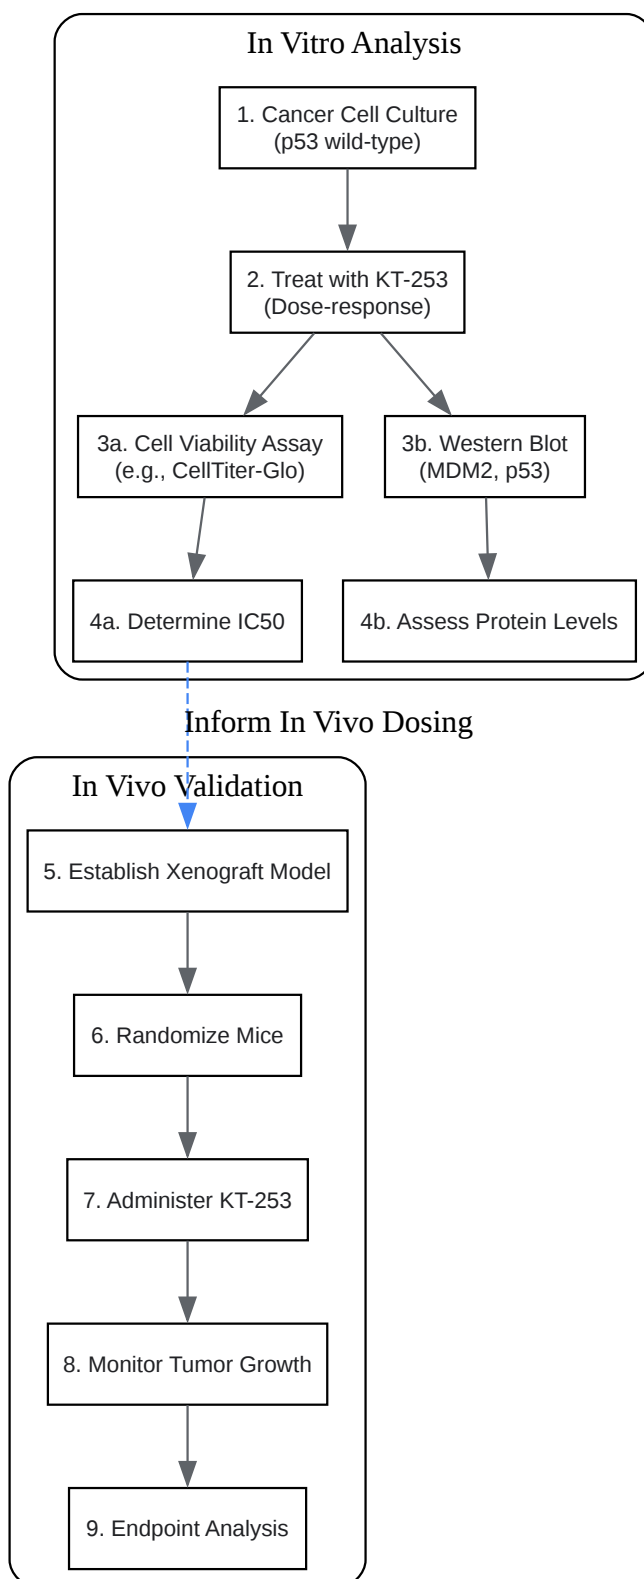 In Vitro Analysis
1. Cancer Cell Culture
(p53 wild-type)
2. Treat with KT-253
(Dose-response)
3a. Cell Viability Assay
(e.g., CellTiter-Glo)
3b. Western Blot
(MDM2, p53)
4a. Determine IC50
4b. Assess Protein Levels
Inform In Vivo Dosing
In Vivo Validation
5. Establish Xenograft Model
6. Randomize Mice
7. Administer KT-253
8. Monitor Tumor Growth
9. Endpoint Analysis